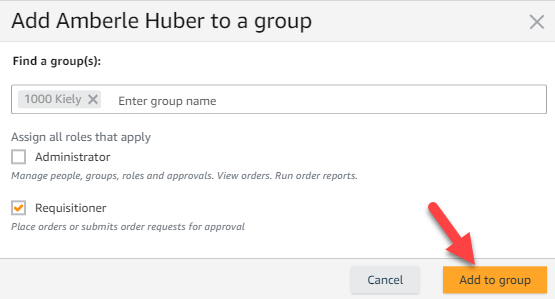 Add Amberle Huber to a group
Find a group(s):
1000 Kiely Enter group name
Assign all roles that apply
Administrator
Manage people, groups, roles and approvals. View orders. Run order reports.
Requisitioner
Place orders or submits order requests for approval
Cancel Add to group